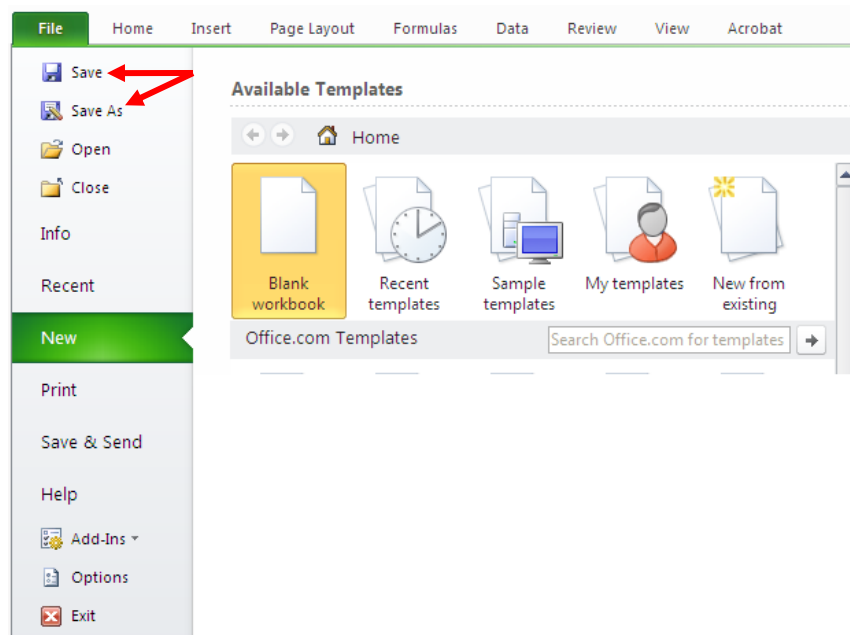 File Home Insert Page Layout Formulas Data Review View Acrobat
Save
Save As
Open
Close
Info
Recent
New
Print
Save & Send
Help
Add-Ins
Options
Exit
Available Templates
Home
Blank workbook
Recent templates
Sample templates
My templates
New from existing
Office.com Templates
Search Office.com for templates